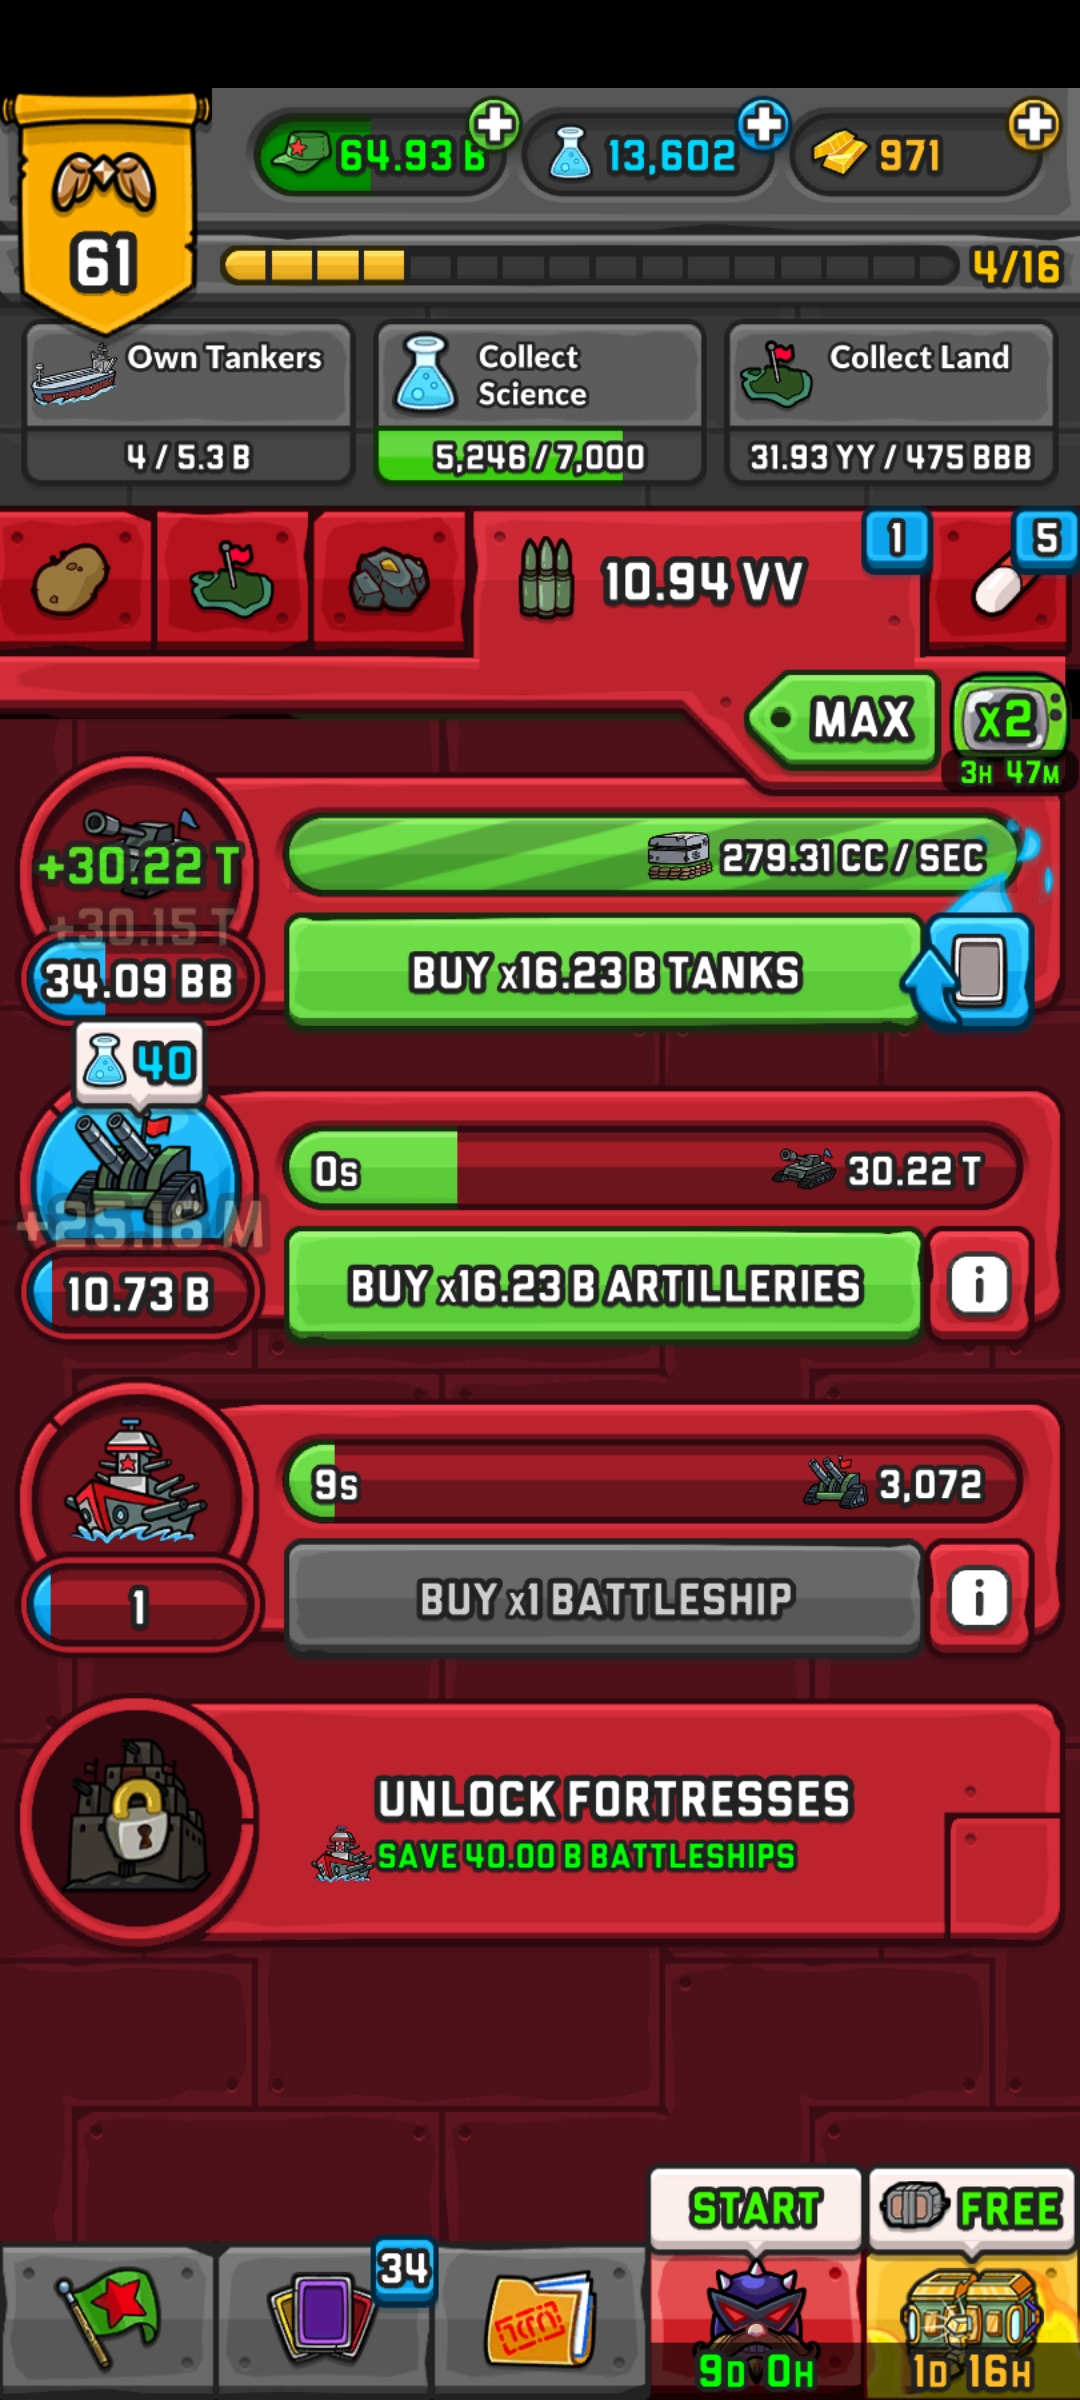 64.93 B
13,602
971
61
4/16
Own Tankers
4 / 5.3 B
Collect
Science
5,246 / 7,000
Collect Land
31.93 YY / 475 BBB
10.94 VV
1
5
MAX
x2
3H 47M
+30.22 T
+30.15 T
34.09 BB
279.31 CC / SEC
BUY x16.23 B TANKS
40
+25.16 M
10.73 B
0s
30.22 T
BUY x16.23 B ARTILLERIES
i
9s
3,072
1
BUY x1 BATTLESHIP
i
UNLOCK FORTRESSES
SAVE 40.00 B BATTLESHIPS
START
FREE
34
9D 0H
1D 16H